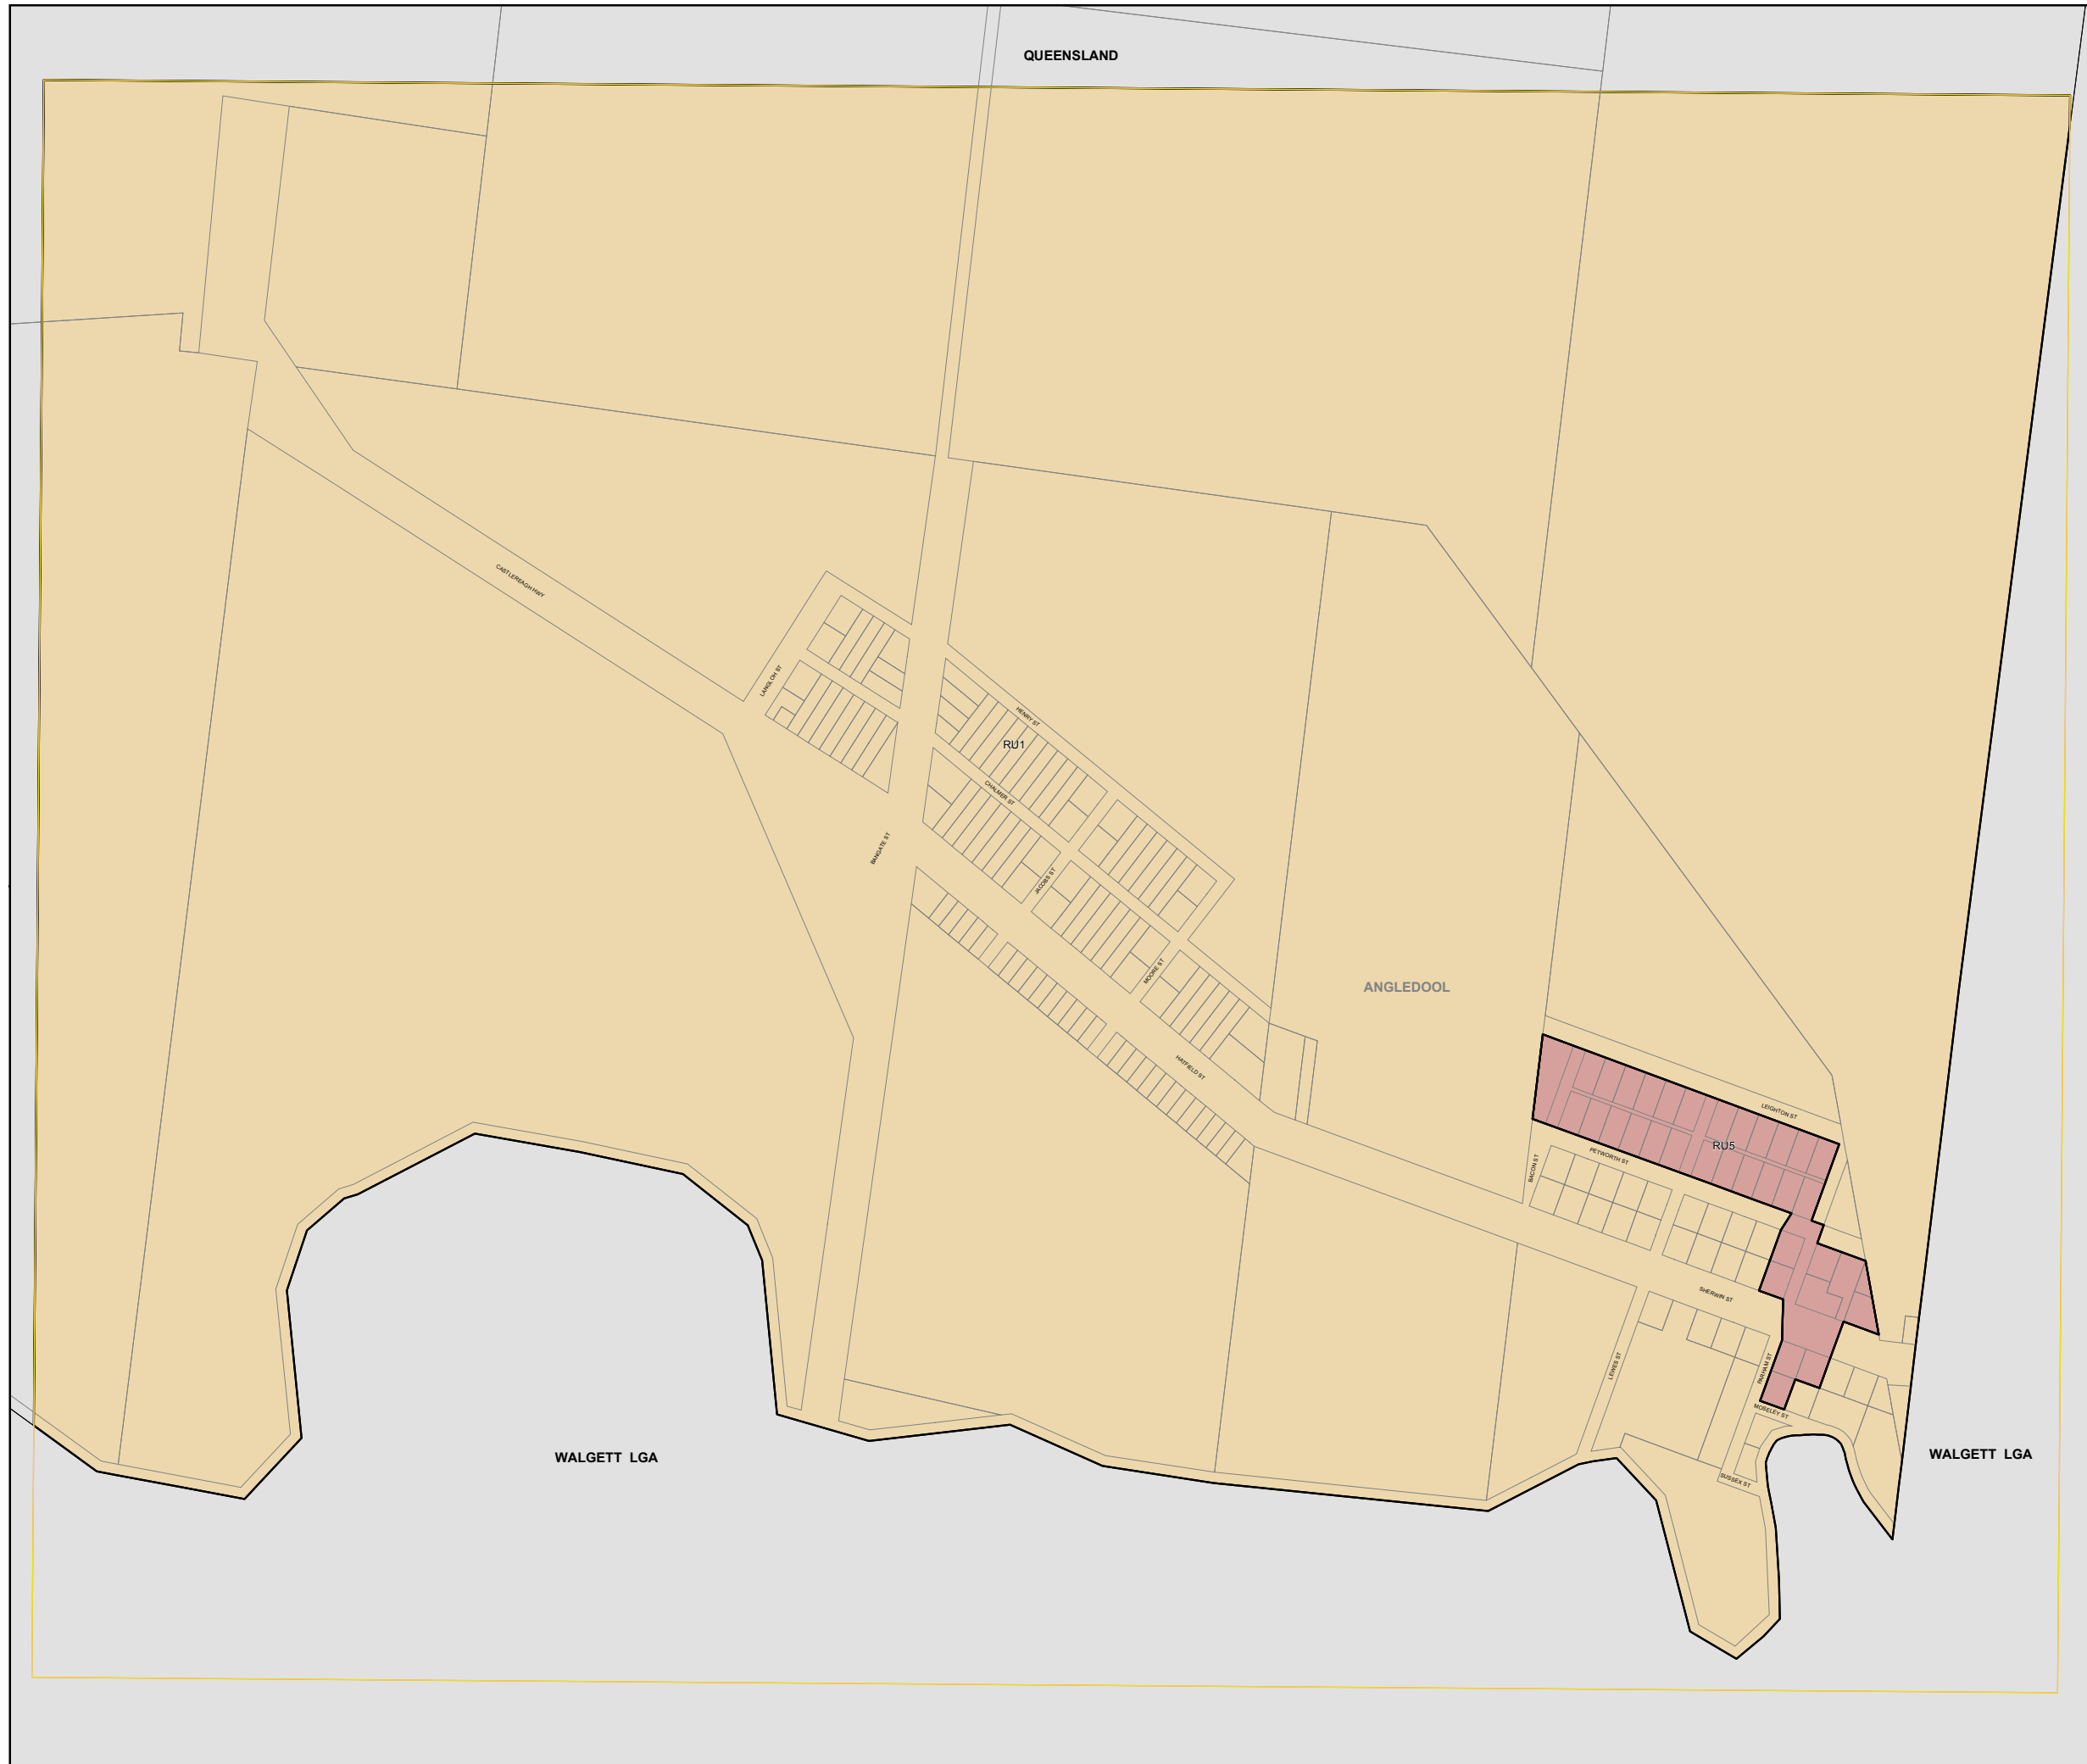 QUEENSLAND
CASTLEREAGH HWY
LANGLOH ST
HENRY ST
RU1
CHALMER ST
BANGATE ST
JACOBS ST
MOORE ST
ANGLEDOOL
HATFIELD ST
LEIGHTON ST
RU5
PETWORTH ST
BACON ST
SHERWIN ST
LEWES ST
PARHAM ST
MORELEY ST
WALGETT LGA
WALGETT LGA
SUSSEX ST